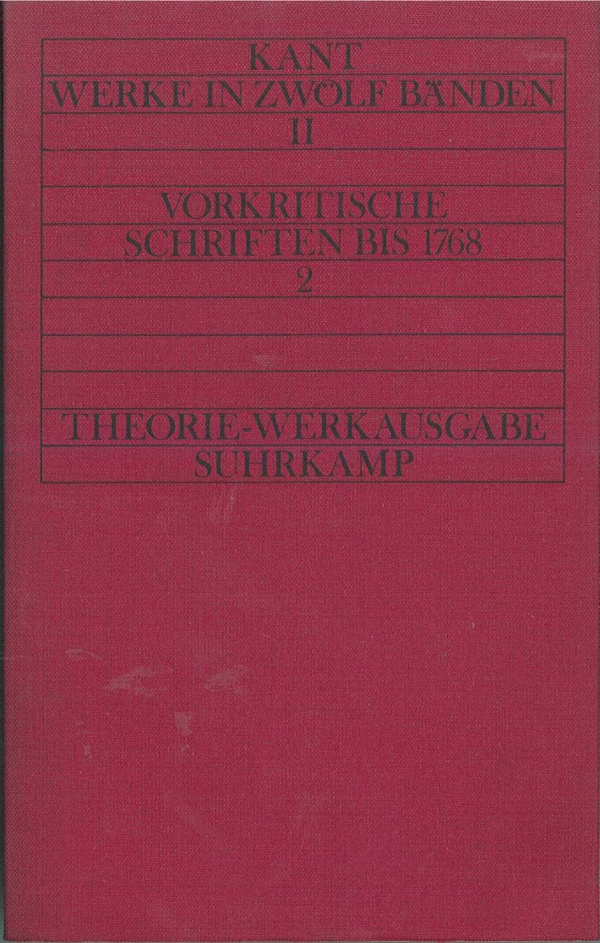 KANT
WERKE IN ZWÖLF BÄNDEN
II
VORKRITISCHE
SCHRIFTEN BIS 1768
2
THEORIE-WERKAUSGABE
SUHRKAMP